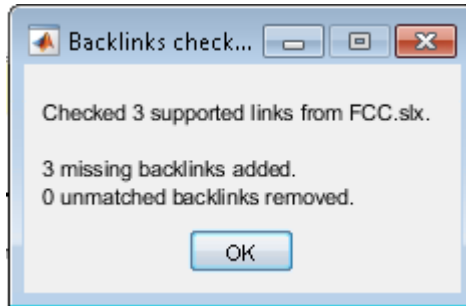 Backlinks check...
Checked 3 supported links from FCC.slx.
3 missing backlinks added.
0 unmatched backlinks removed.
OK